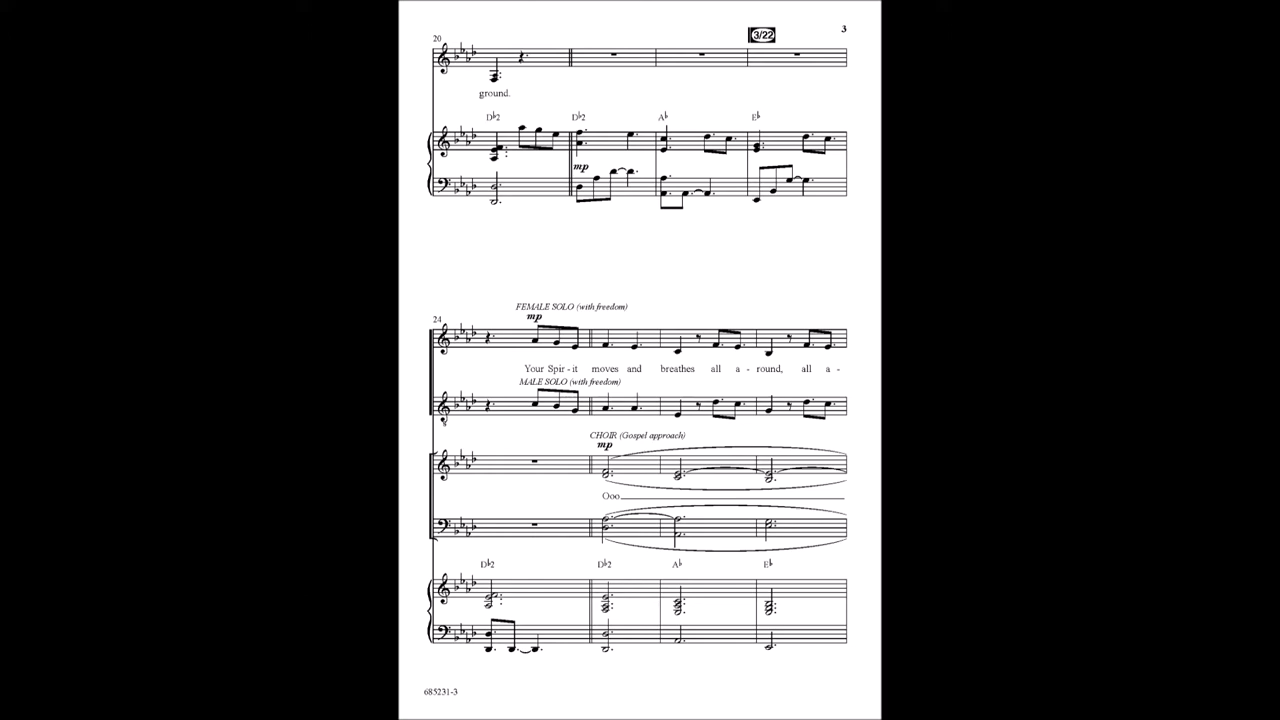 3/22
3
20
ground.
D♭2 D♭2 A♭ E♭
mp
FEMALE SOLO (with freedom)
24
mp
Your Spir - it moves and breathes all a - round, all a -
MALE SOLO (with freedom)
CHOIR (Gospel approach)
mp
Ooo
D♭2 D♭2 A♭ E♭
685231-3